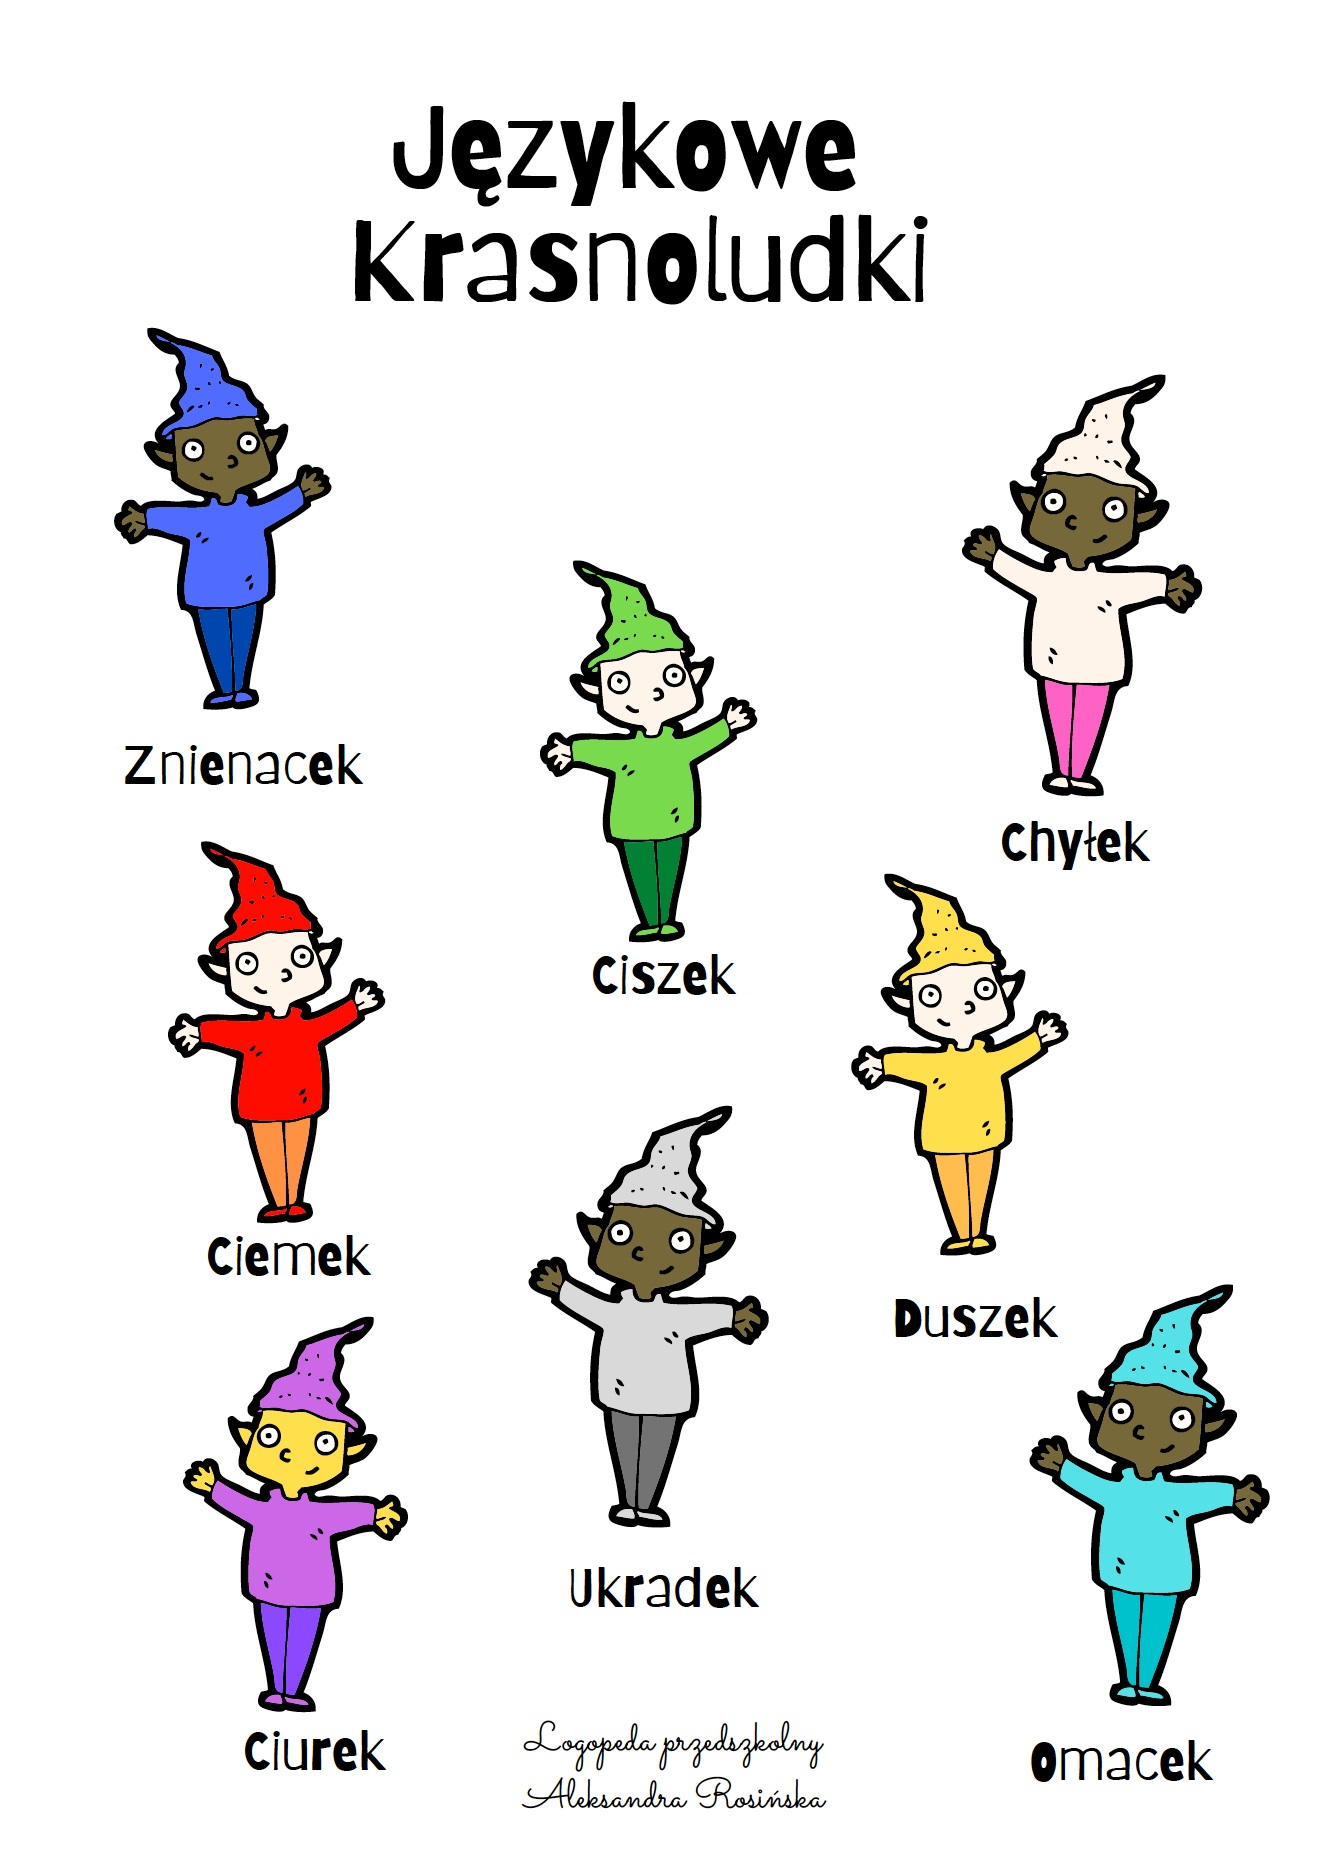 Językowe
Krasnoludki
Znienacek
Chyłek
Ciszek
Ciemek
Duszek
Ukradek
Ciurek
Omacek
Logopeda przedszkolny
Aleksandra Rosińska